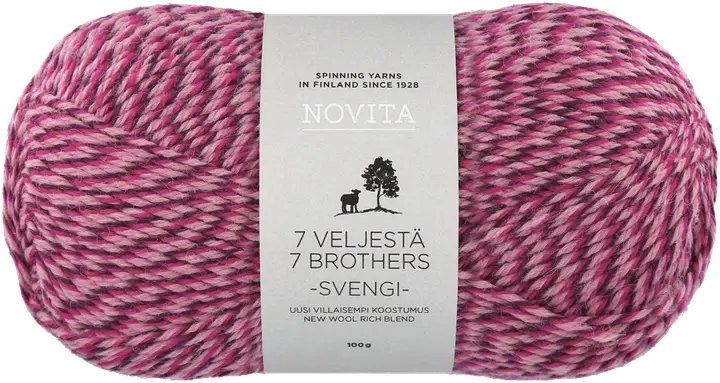 SPINNING YARNS
IN FINLAND SINCE 1928
NOVITA
7 VELJESTÄ
7 BROTHERS
-SVENGI-
UUSI VILLAISEMPI KOOSTUMUS
NEW WOOL RICH BLEND
100g